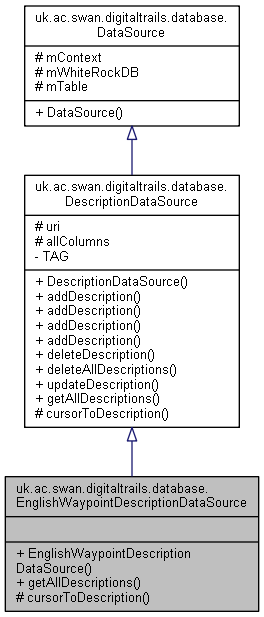 uk.ac.swan.digitaltrails.database.
DataSource
# mContext
# mWhiteRockDB
# mTable
+ DataSource()
uk.ac.swan.digitaltrails.database.
DescriptionDataSource
# uri
# allColumns
- TAG
+ DescriptionDataSource()
+ addDescription()
+ addDescription()
+ addDescription()
+ addDescription()
+ deleteDescription()
+ deleteAllDescriptions()
+ updateDescription()
+ getAllDescriptions()
# cursorToDescription()
uk.ac.swan.digitaltrails.database.
EnglishWaypointDescriptionDataSource
+ EnglishWaypointDescription
DataSource()
+ getAllDescriptions()
# cursorToDescription()